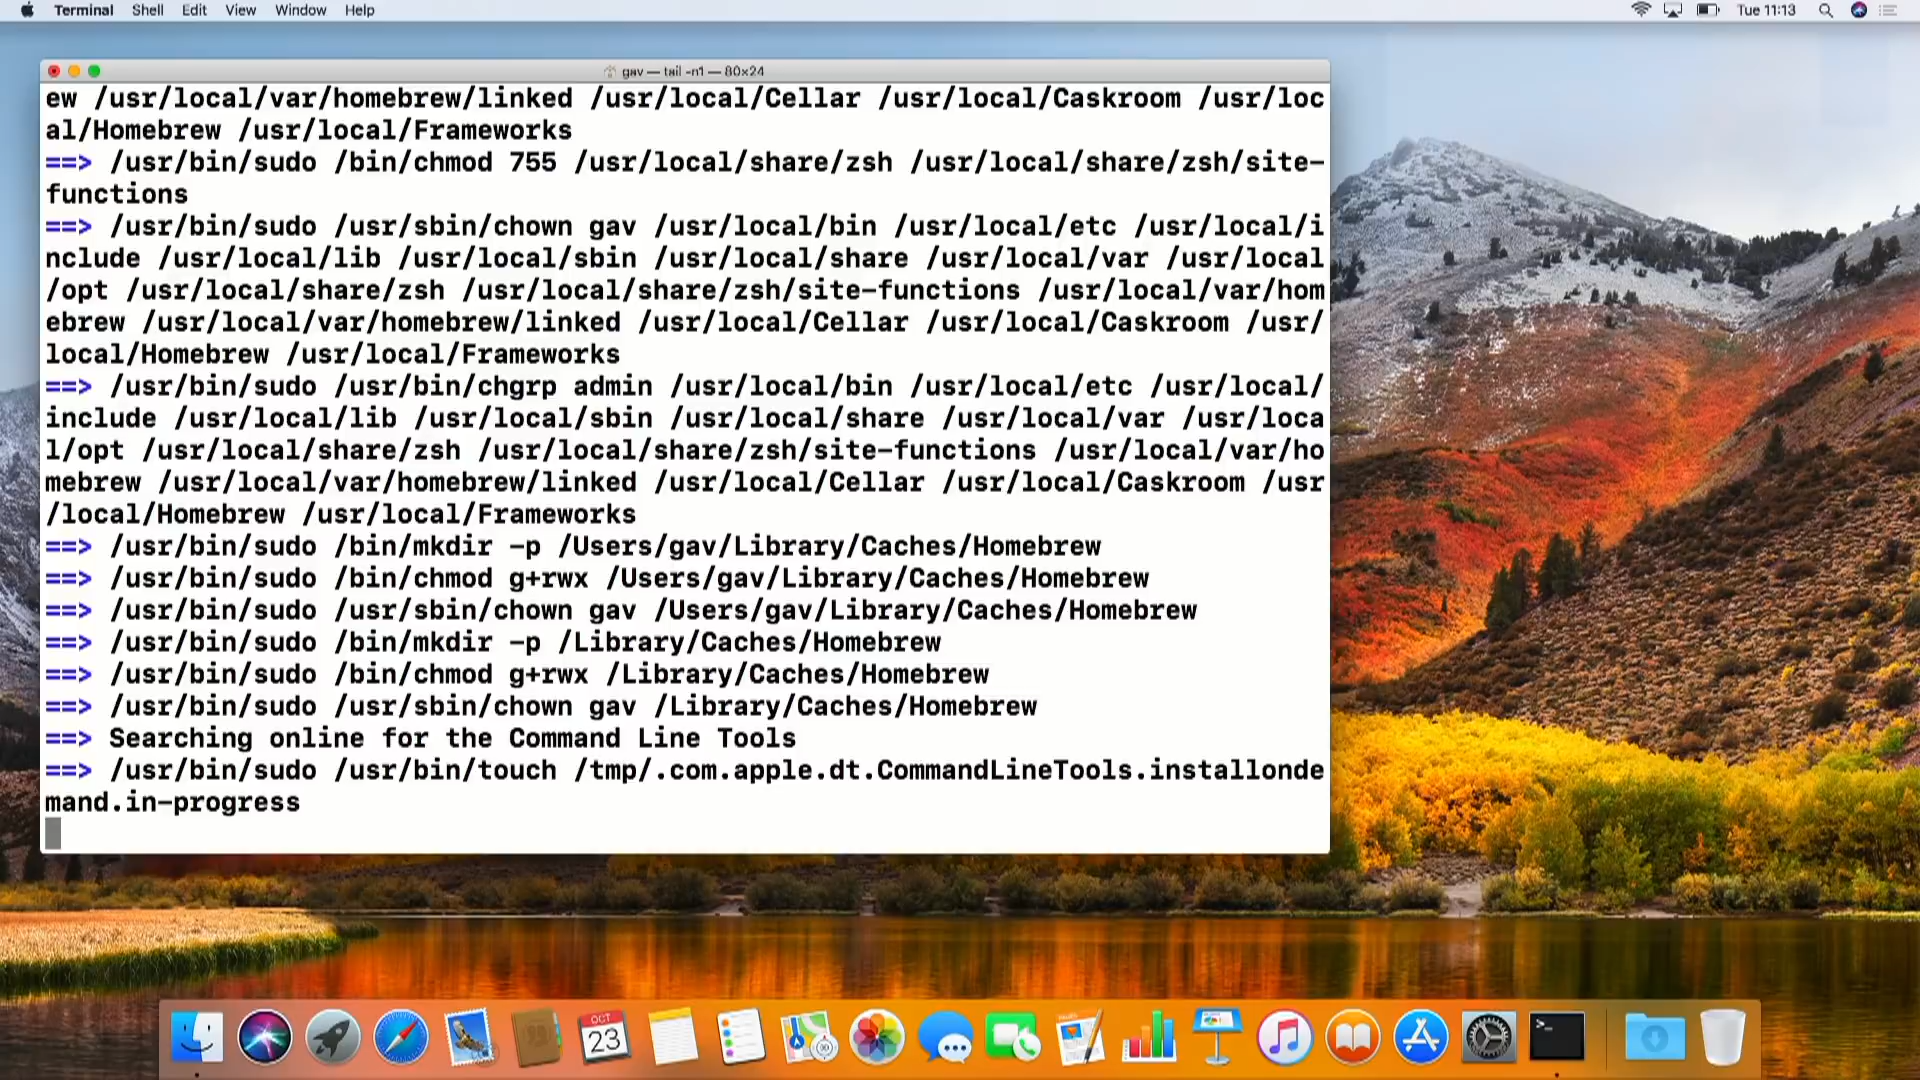 Terminal Shell Edit View Window Help Tue 11:13
gav — tail -n1 — 80×24
ew /usr/local/var/homebrew/linked /usr/local/Cellar /usr/local/Caskroom /usr/loc
al/Homebrew /usr/local/Frameworks
==> /usr/bin/sudo /bin/chmod 755 /usr/local/share/zsh /usr/local/share/zsh/site-
functions
==> /usr/bin/sudo /usr/sbin/chown gav /usr/local/bin /usr/local/etc /usr/local/i
nclude /usr/local/lib /usr/local/sbin /usr/local/share /usr/local/var /usr/local
/opt /usr/local/share/zsh /usr/local/share/zsh/site-functions /usr/local/var/hom
ebrew /usr/local/var/homebrew/linked /usr/local/Cellar /usr/local/Caskroom /usr/
local/Homebrew /usr/local/Frameworks
==> /usr/bin/sudo /usr/bin/chgrp admin /usr/local/bin /usr/local/etc /usr/local/
include /usr/local/lib /usr/local/sbin /usr/local/share /usr/local/var /usr/loca
l/opt /usr/local/share/zsh /usr/local/share/zsh/site-functions /usr/local/var/ho
mebrew /usr/local/var/homebrew/linked /usr/local/Cellar /usr/local/Caskroom /usr
/local/Homebrew /usr/local/Frameworks
==> /usr/bin/sudo /bin/mkdir -p /Users/gav/Library/Caches/Homebrew
==> /usr/bin/sudo /bin/chmod g+rwx /Users/gav/Library/Caches/Homebrew
==> /usr/bin/sudo /usr/sbin/chown gav /Users/gav/Library/Caches/Homebrew
==> /usr/bin/sudo /bin/mkdir -p /Library/Caches/Homebrew
==> /usr/bin/sudo /bin/chmod g+rwx /Library/Caches/Homebrew
==> /usr/bin/sudo /usr/sbin/chown gav /Library/Caches/Homebrew
==> Searching online for the Command Line Tools
==> /usr/bin/sudo /usr/bin/touch /tmp/.com.apple.dt.CommandLineTools.installonde
mand.in-progress
OCT
23
>_